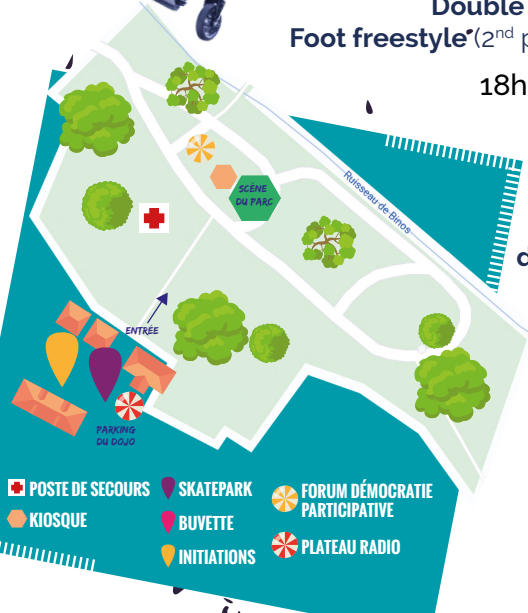 Double
Foot freestyle (2nd p
18h
d
Ruisseau de Binos
SCÈNE
DU PARC
ENTRÉE
PARKING
DU DOJO
POSTE DE SECOURS
KIOSQUE
SKATEPARK
BUVETTE
INITIATIONS
FORUM DÉMOCRATIE
PARTICIPATIVE
PLATEAU RADIO